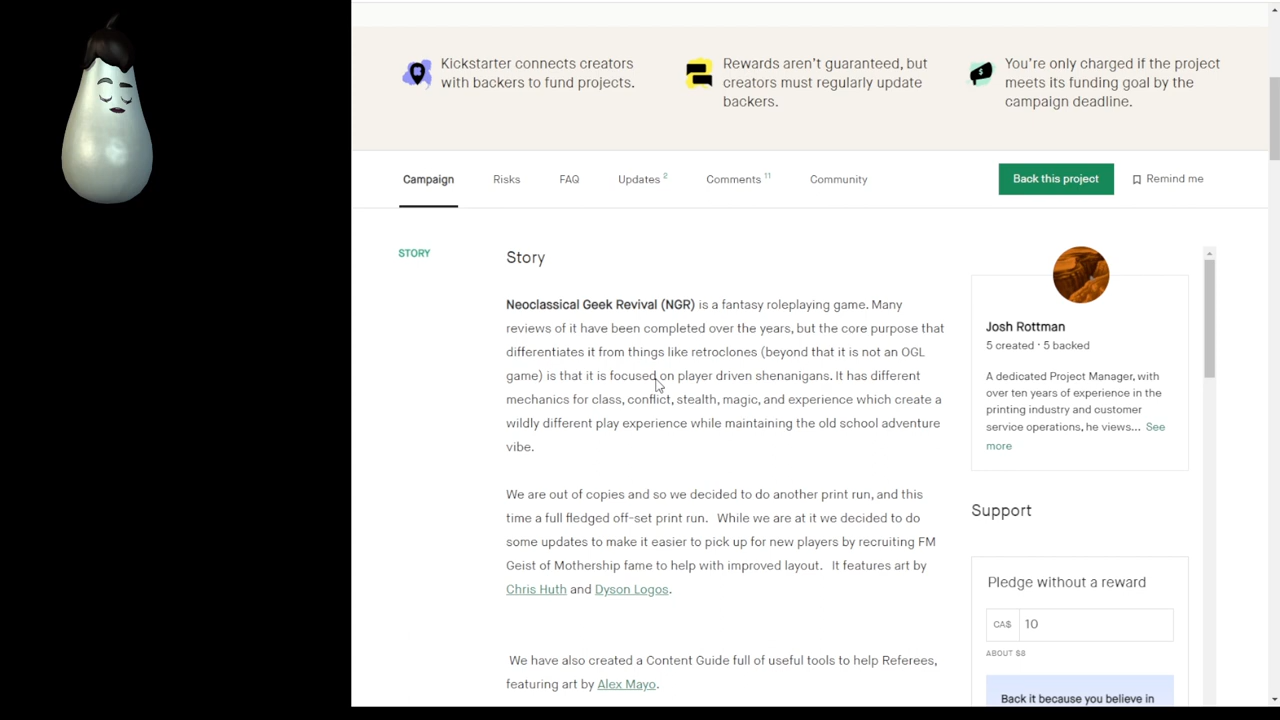 Kickstarter connects creators
with backers to fund projects.
Rewards aren't guaranteed, but
creators must regularly update
backers.
You're only charged if the project
meets its funding goal by the
campaign deadline.
Campaign Risks FAQ Updates 2 Comments 11 Community Back this project Remind me
STORY
Story
Neoclassical Geek Revival (NGR) is a fantasy roleplaying game. Many
reviews of it have been completed over the years, but the core purpose that
differentiates it from things like retroclones (beyond that it is not an OGL
game) is that it is focused on player driven shenanigans. It has different
mechanics for class, conflict, stealth, magic, and experience which create a
wildly different play experience while maintaining the old school adventure
vibe.
We are out of copies and so we decided to do another print run, and this
time a full fledged off-set print run. While we are at it we decided to do
some updates to make it easier to pick up for new players by recruiting FM
Geist of Mothership fame to help with improved layout. It features art by
Chris Huth and Dyson Logos.
We have also created a Content Guide full of useful tools to help Referees,
featuring art by Alex Mayo.
Josh Rottman
5 created · 5 backed
A dedicated Project Manager, with
over ten years of experience in the
printing industry and customer
service operations, he views... See
more
Support
Pledge without a reward
CA$ 10
ABOUT $8
Back it because you believe in